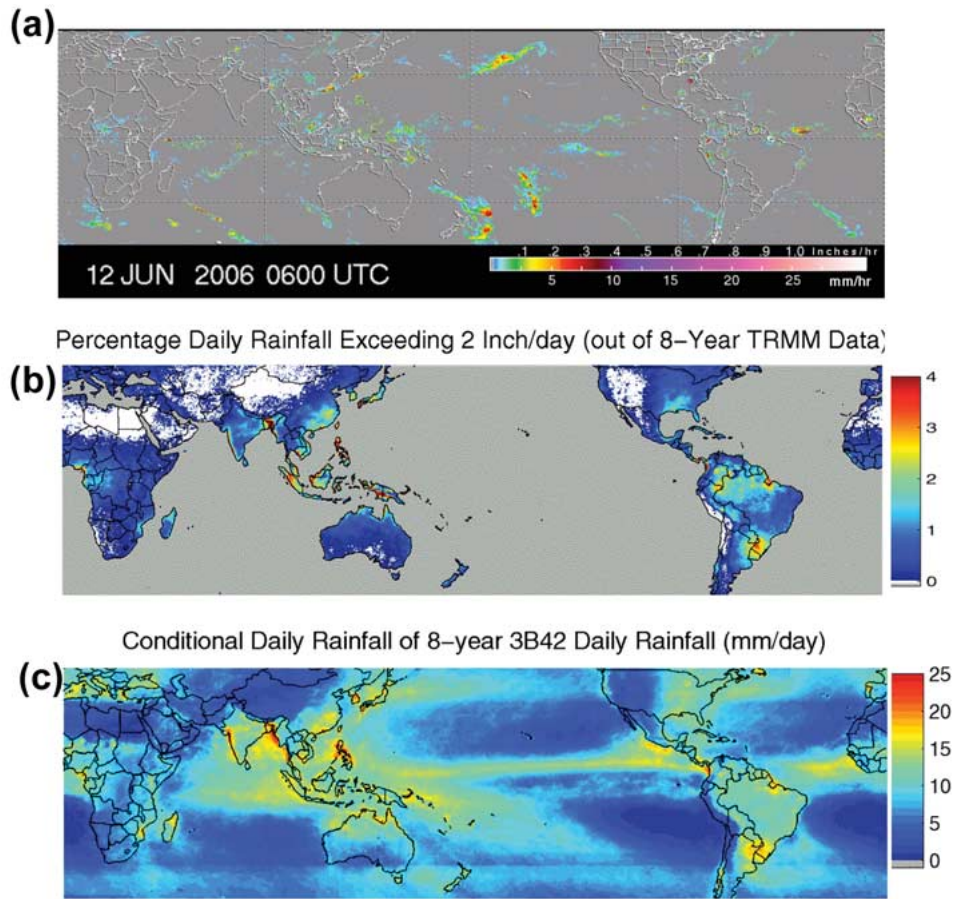 (a)
.1 .2 .3 .4 .5 .6 .7 .8 .9 1.0 Inches/hr
12 JUN 2006 0600 UTC
5 10 15 20 25 mm/hr
Percentage Daily Rainfall Exceeding 2 Inch/day (out of 8-Year TRMM Data)
(b)
4
3
2
1
0
Conditional Daily Rainfall of 8-year 3B42 Daily Rainfall (mm/day)
(c)
25
20
15
10
5
0